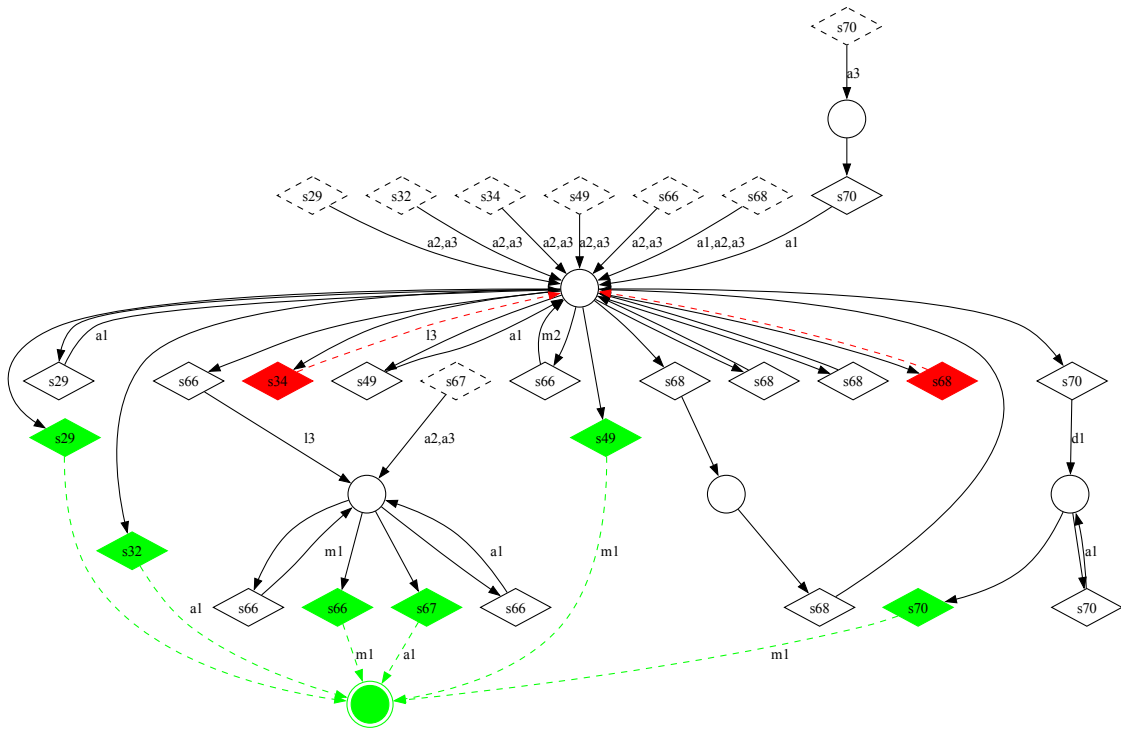 s70
a3
s29 s32 s34 s49 s66 s68 s70
a2,a3 a2,a3 a2,a3 a2,a3 a2,a3 a1,a2,a3 a1
a1 l3 a1 m2
s29 s66 s34 s49 s67 s66 s68 s68 s68 s68 s70
s29 l3 a2,a3 s49 d1
s32 m1 a1 m1 a1
s66 s66 s67 s66 s68 s70 s70
a1 m1 a1 m1